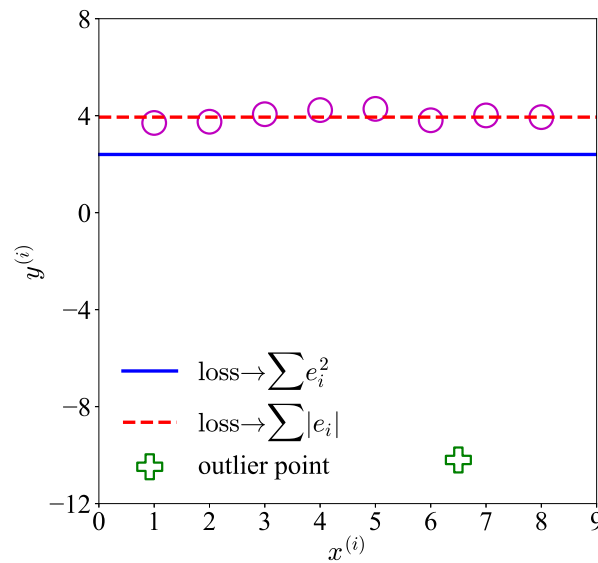 8
4
0
−4
−8
−12
y^{(i)}
loss→∑e_i^2
loss→∑|e_i|
outlier point
0 1 2 3 4 5 6 7 8 9
x^{(i)}